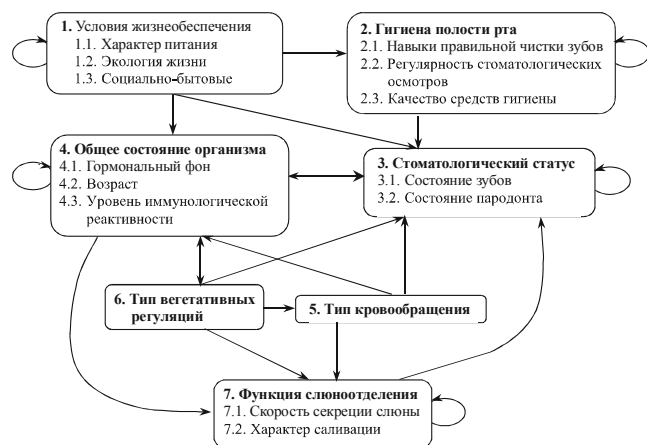 1. Условия жизнеобеспечения
1.1. Характер питания
1.2. Экология жизни
1.3. Социально-бытовые
2. Гигиена полости рта
2.1. Навыки правильной чистки зубов
2.2. Регулярность стоматологических
осмотров
2.3. Качество средств гигиены
4. Общее состояние организма
4.1. Гормональный фон
4.2. Возраст
4.3. Уровень иммунологической
реактивности
3. Стоматологический статус
3.1. Состояние зубов
3.2. Состояние пародонта
6. Тип вегетативных
регуляций
5. Тип кровообращения
7. Функция слюноотделения
7.1. Скорость секреции слюны
7.2. Характер саливации